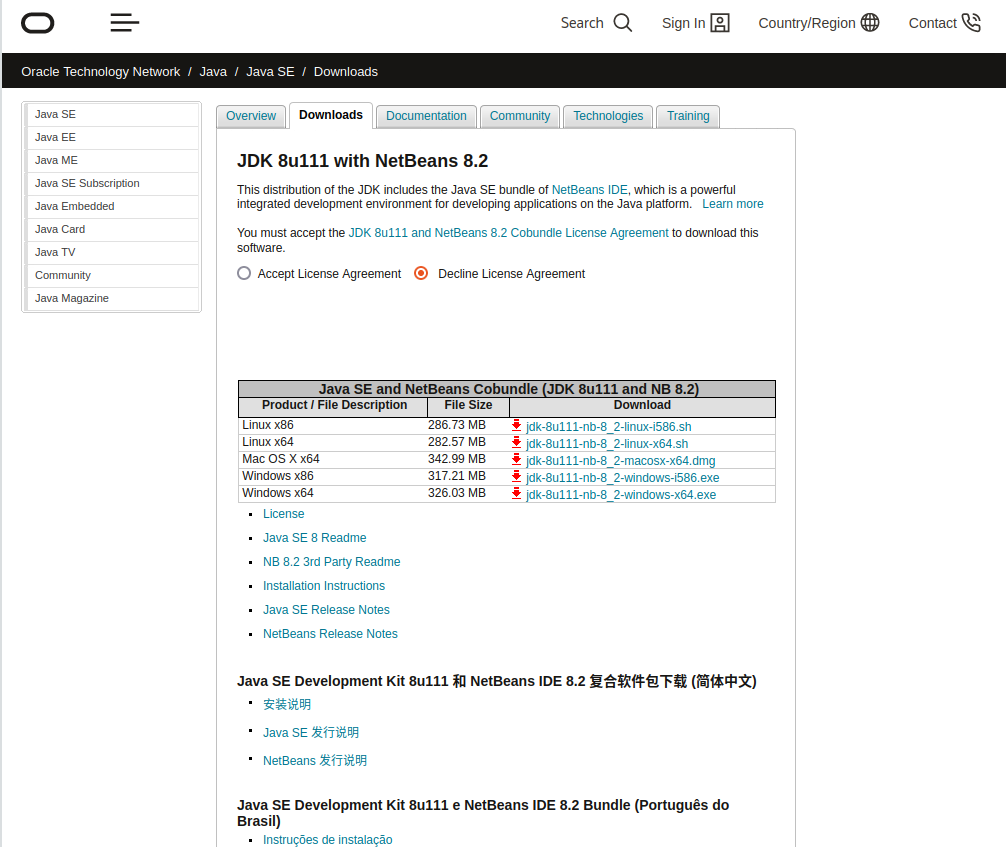 Search Sign In Country/Region Contact
Oracle Technology Network / Java / Java SE / Downloads
Java SE
Java EE
Java ME
Java SE Subscription
Java Embedded
Java Card
Java TV
Community
Java Magazine
Overview Downloads Documentation Community Technologies Training
JDK 8u111 with NetBeans 8.2
This distribution of the JDK includes the Java SE bundle of NetBeans IDE, which is a powerful
integrated development environment for developing applications on the Java platform. Learn more
You must accept the JDK 8u111 and NetBeans 8.2 Cobundle License Agreement to download this
software.
Accept License Agreement Decline License Agreement
Java SE and NetBeans Cobundle (JDK 8u111 and NB 8.2)
Product / File Description File Size Download
Linux x86 286.73 MB jdk-8u111-nb-8_2-linux-i586.sh
Linux x64 282.57 MB jdk-8u111-nb-8_2-linux-x64.sh
Mac OS X x64 342.99 MB jdk-8u111-nb-8_2-macosx-x64.dmg
Windows x86 317.21 MB jdk-8u111-nb-8_2-windows-i586.exe
Windows x64 326.03 MB jdk-8u111-nb-8_2-windows-x64.exe
License
Java SE 8 Readme
NB 8.2 3rd Party Readme
Installation Instructions
Java SE Release Notes
NetBeans Release Notes
Java SE Development Kit 8u111 和 NetBeans IDE 8.2 复合软件包下载 (简体中文)
安装说明
Java SE 发行说明
NetBeans 发行说明
Java SE Development Kit 8u111 e NetBeans IDE 8.2 Bundle (Português do
Brasil)
Instruções de instalação